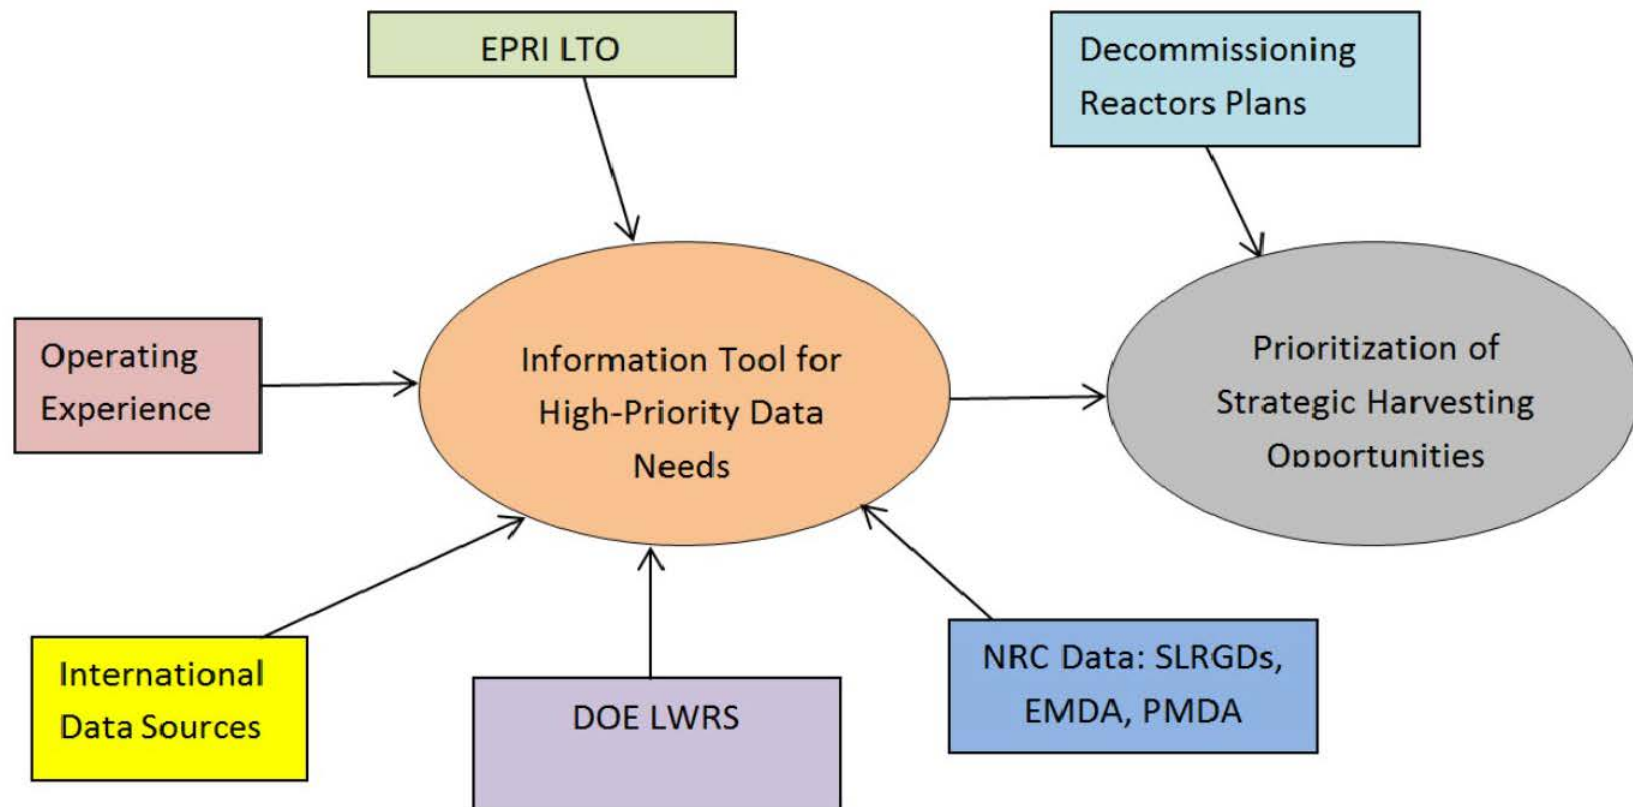 EPRI LTO
Decommissioning
Reactors Plans
Operating
Experience
Information Tool for
High-Priority Data
Needs
Prioritization of
Strategic Harvesting
Opportunities
International
Data Sources
DOE LWRS
NRC Data: SLRGDs,
EMDA, PMDA